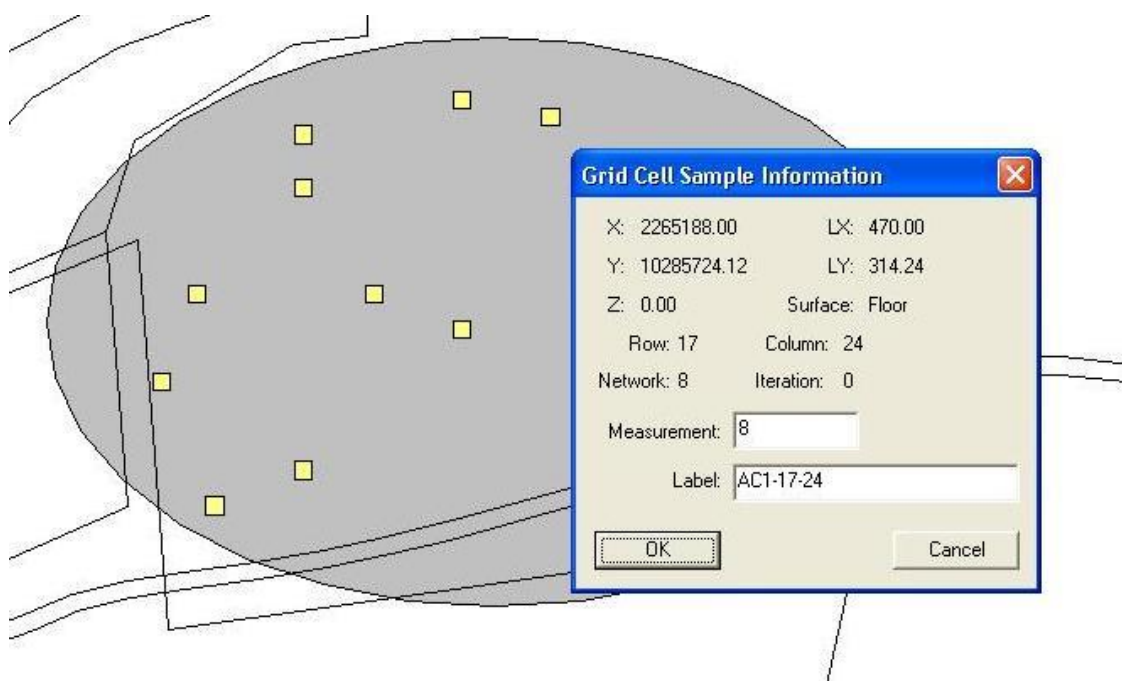 Grid Cell Sample Information
X: 2265188.00 LX: 470.00
Y: 10285724.12 LY: 314.24
Z: 0.00 Surface: Floor
Row: 17 Column: 24
Network: 8 Iteration: 0
Measurement: 8
Label: AC1-17-24
OK Cancel